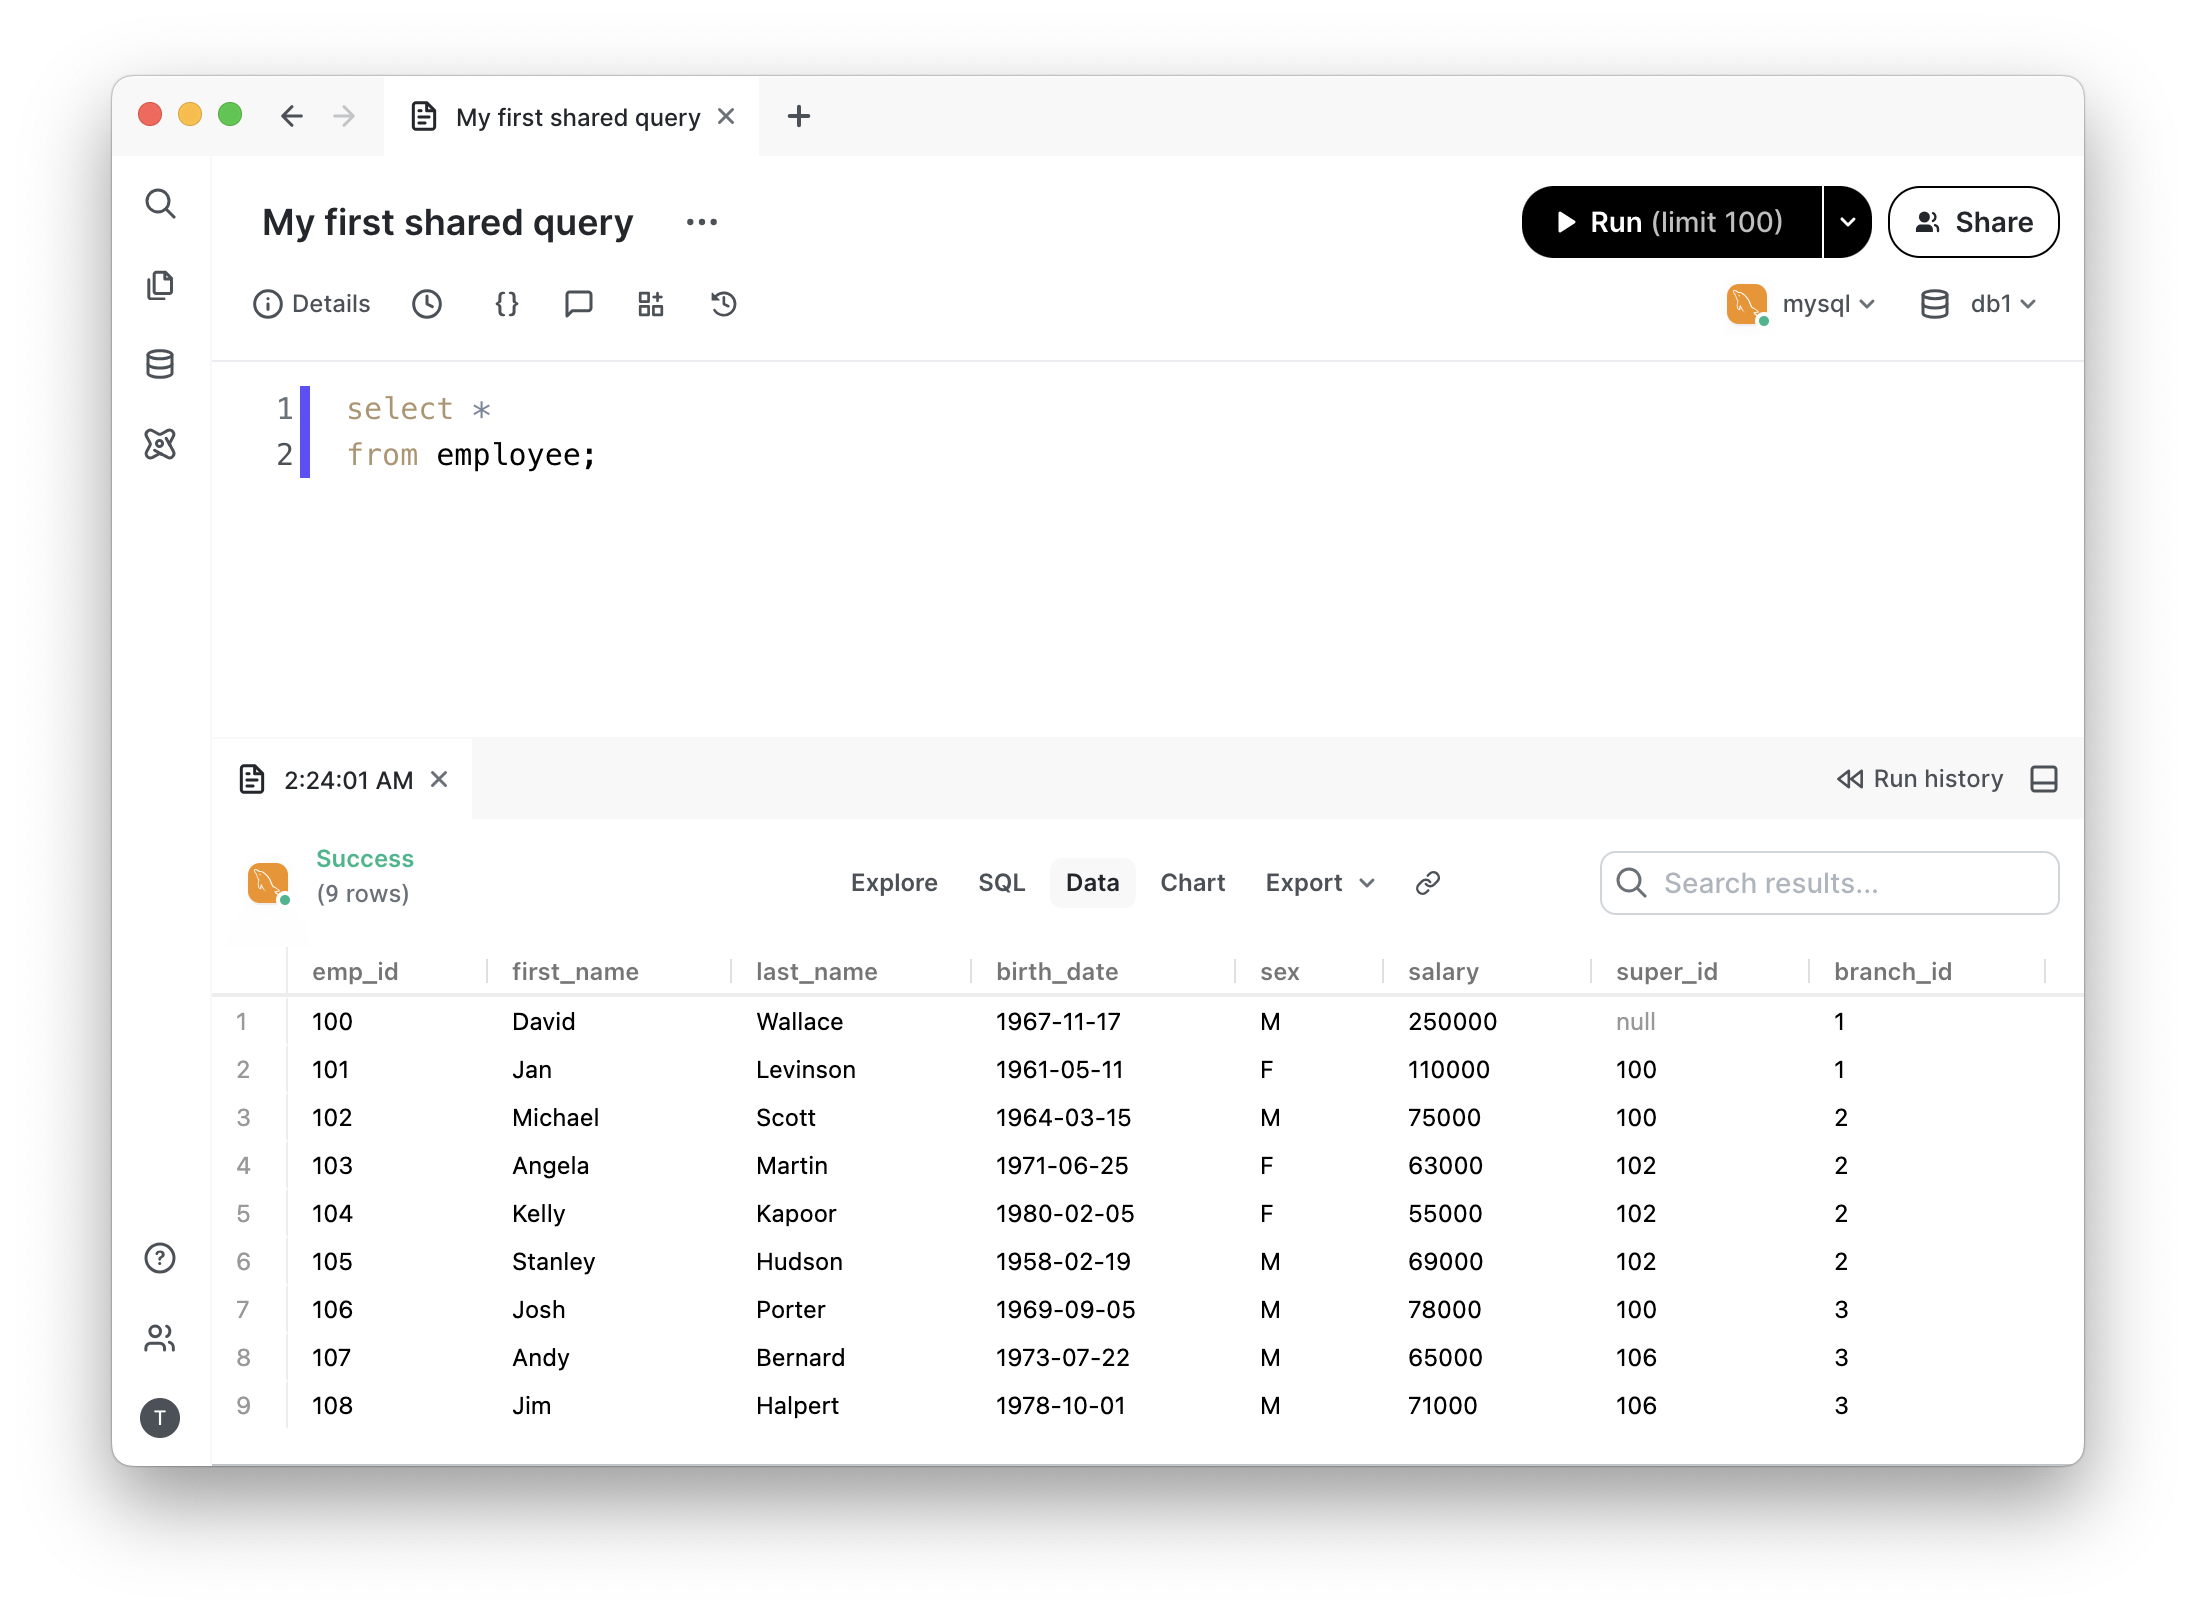 My first shared query
My first shared query
Run (limit 100)
Share
Details
mysql
db1
1 select *
2 from employee;
2:24:01 AM
Run history
Success
(9 rows)
Explore SQL Data Chart Export
Search results...
emp_id first_name last_name birth_date sex salary super_id branch_id
1 100 David Wallace 1967-11-17 M 250000 null 1
2 101 Jan Levinson 1961-05-11 F 110000 100 1
3 102 Michael Scott 1964-03-15 M 75000 100 2
4 103 Angela Martin 1971-06-25 F 63000 102 2
5 104 Kelly Kapoor 1980-02-05 F 55000 102 2
6 105 Stanley Hudson 1958-02-19 M 69000 102 2
7 106 Josh Porter 1969-09-05 M 78000 100 3
8 107 Andy Bernard 1973-07-22 M 65000 106 3
9 108 Jim Halpert 1978-10-01 M 71000 106 3
T